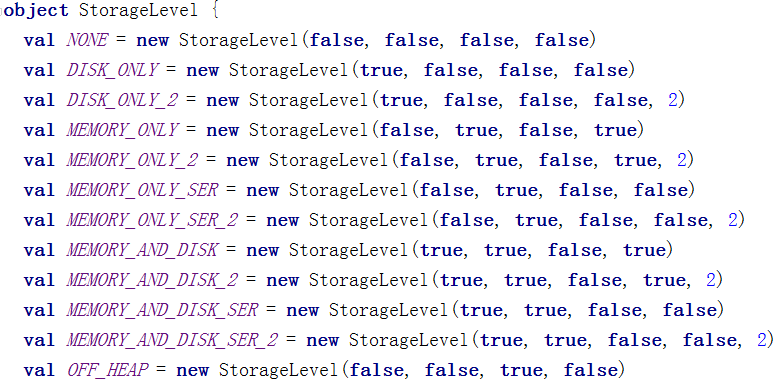 object StorageLevel {
val NONE = new StorageLevel(false, false, false, false)
val DISK_ONLY = new StorageLevel(true, false, false, false)
val DISK_ONLY_2 = new StorageLevel(true, false, false, false, 2)
val MEMORY_ONLY = new StorageLevel(false, true, false, true)
val MEMORY_ONLY_2 = new StorageLevel(false, true, false, true, 2)
val MEMORY_ONLY_SER = new StorageLevel(false, true, false, false)
val MEMORY_ONLY_SER_2 = new StorageLevel(false, true, false, false, 2)
val MEMORY_AND_DISK = new StorageLevel(true, true, false, true)
val MEMORY_AND_DISK_2 = new StorageLevel(true, true, false, true, 2)
val MEMORY_AND_DISK_SER = new StorageLevel(true, true, false, false)
val MEMORY_AND_DISK_SER_2 = new StorageLevel(true, true, false, false, 2)
val OFF_HEAP = new StorageLevel(false, false, true, false)